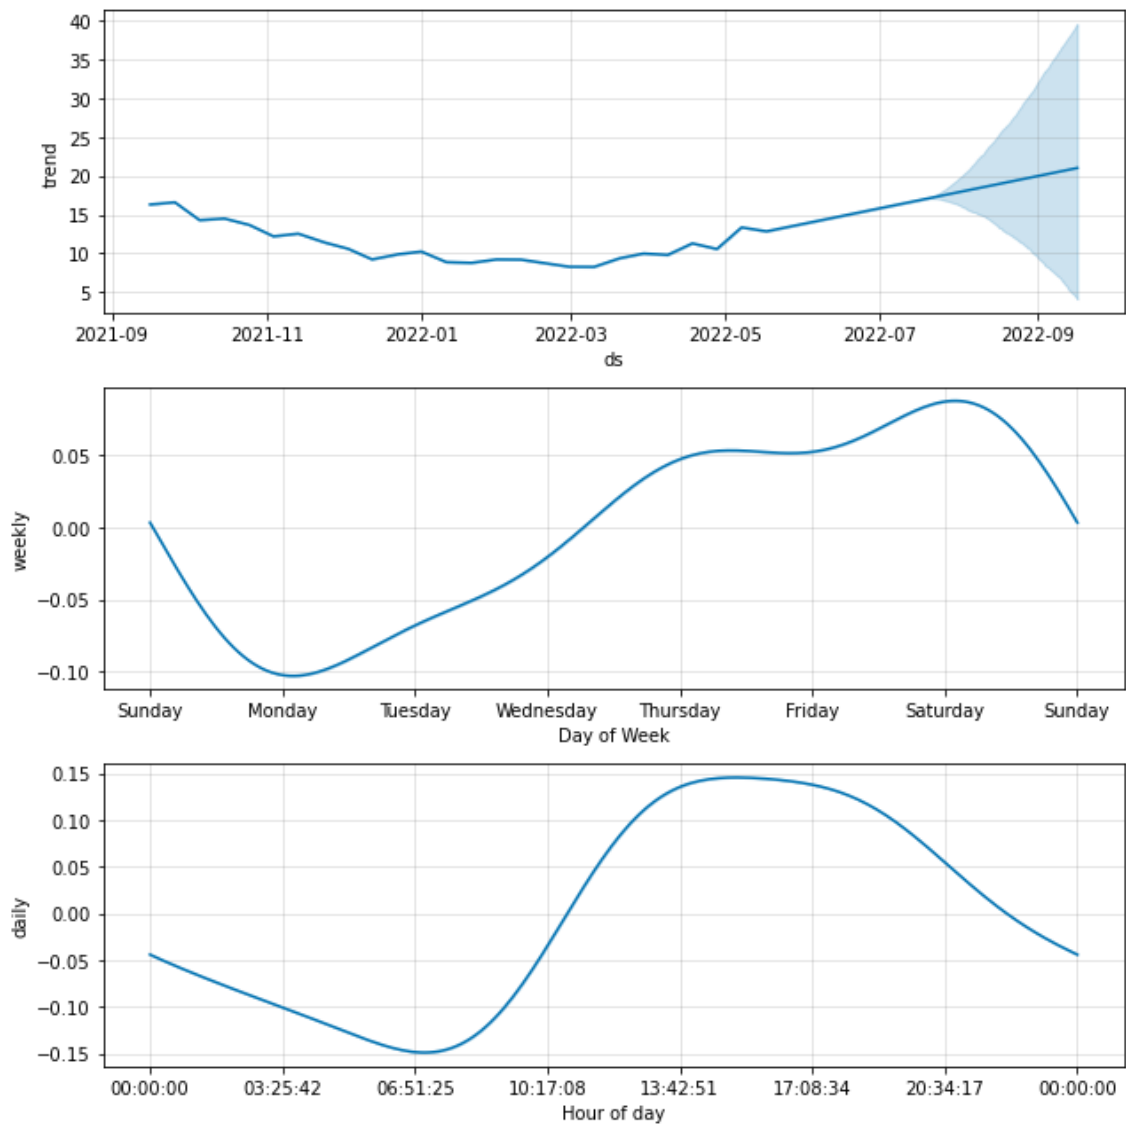 40
35
30
25
20
15
10
5
trend
2021-09 2021-11 2022-01 2022-03 2022-05 2022-07 2022-09
ds
0.05
0.00
−0.05
−0.10
weekly
Sunday Monday Tuesday Wednesday Thursday Friday Saturday Sunday
Day of Week
0.15
0.10
0.05
0.00
−0.05
−0.10
−0.15
daily
00:00:00 03:25:42 06:51:25 10:17:08 13:42:51 17:08:34 20:34:17 00:00:00
Hour of day